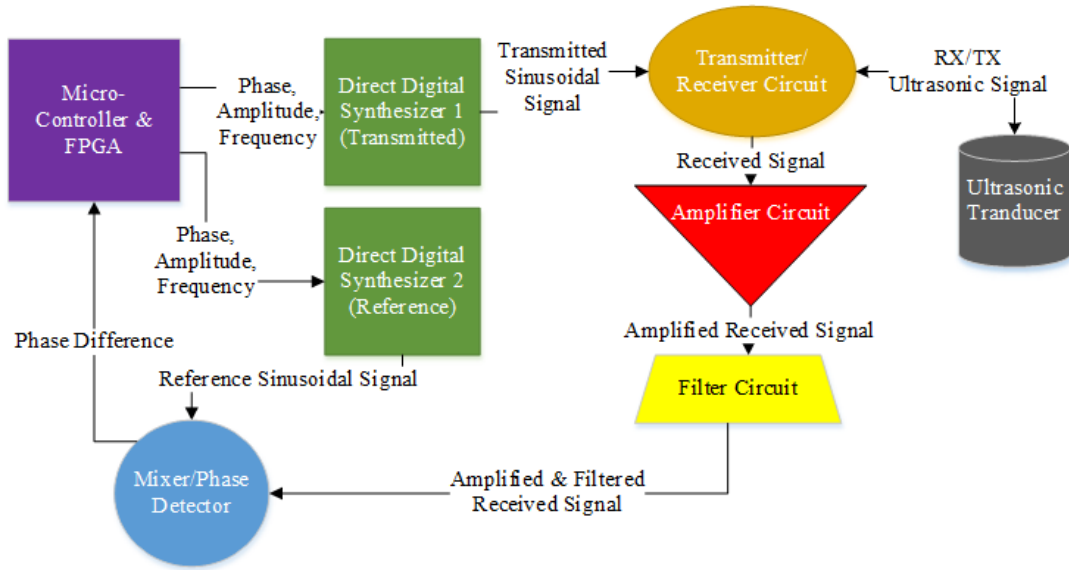 Micro-
Controller &
FPGA
Phase,
Amplitude,
Frequency
Direct Digital
Synthesizer 1
(Transmitted)
Transmitted
Sinusoidal
Signal
Transmitter/
Receiver Circuit
RX/TX
Ultrasonic Signal
Ultrasonic
Tranducer
Received Signal
Amplifier Circuit
Amplified Received Signal
Filter Circuit
Amplified & Filtered
Received Signal
Phase,
Amplitude,
Frequency
Direct Digital
Synthesizer 2
(Reference)
Reference Sinusoidal Signal
Mixer/Phase
Detector
Phase Difference